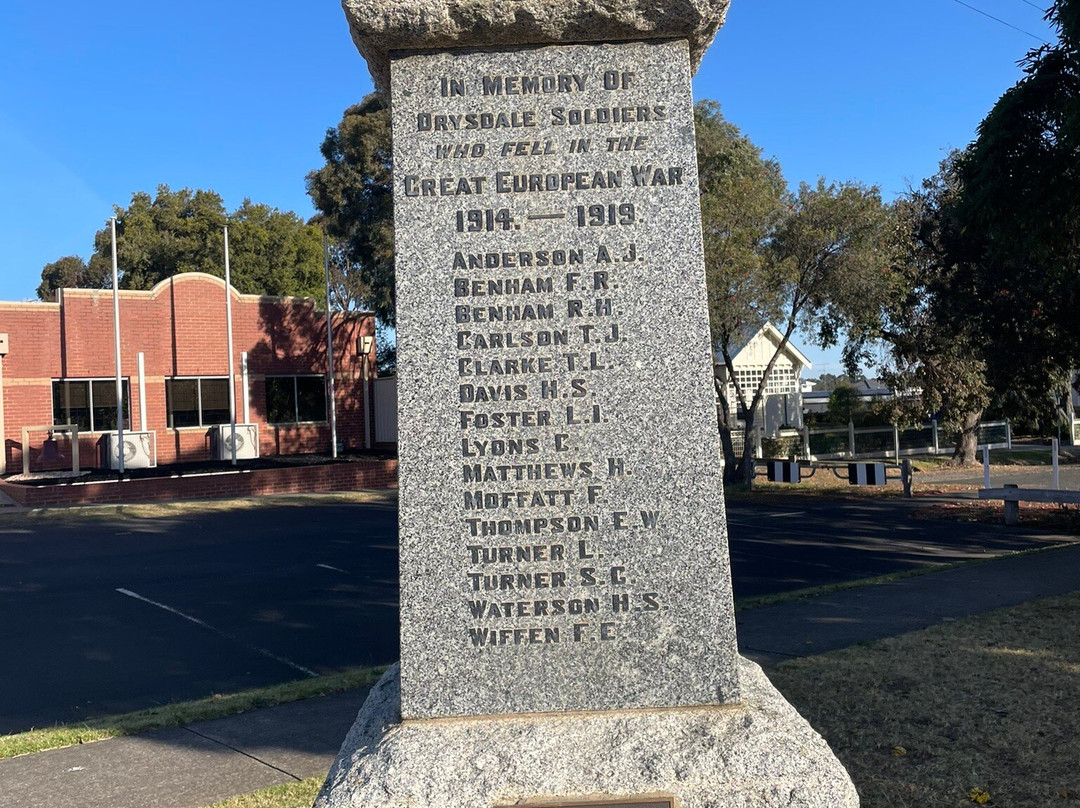 IN MEMORY OF
DRYSDALE SOLDIERS
WHO FELL IN THE
GREAT EUROPEAN WAR
1914. — 1919.
ANDERSON A.J.
BENHAM F.R.
BENHAM R.H.
CARLSON T.J.
CLARKE T.L.
DAVIS H.S.
FOSTER L.I.
LYONS C.
MATTHEWS H.
MOFFATT F.
THOMPSON E.W.
TURNER L.
TURNER S.C.
WATERSON H.S.
WIFFEN F.E.